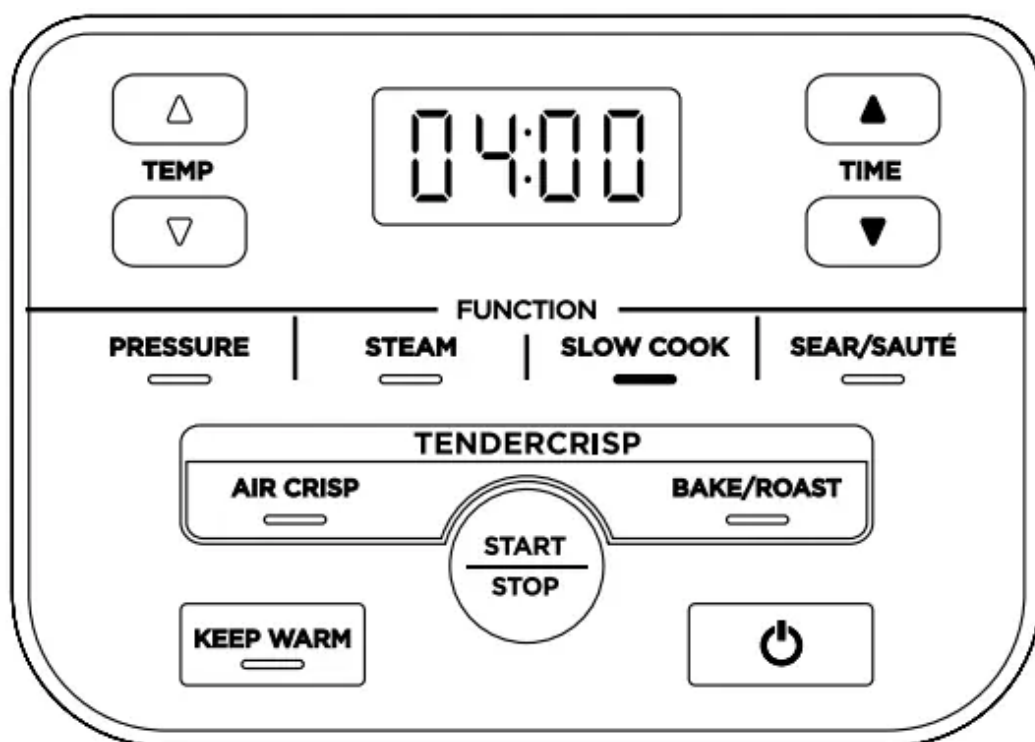 04:00
TEMP
TIME
FUNCTION
PRESSURE
STEAM
SLOW COOK
SEAR/SAUTÉ
TENDERCRISP
AIR CRISP
BAKE/ROAST
START
STOP
KEEP WARM